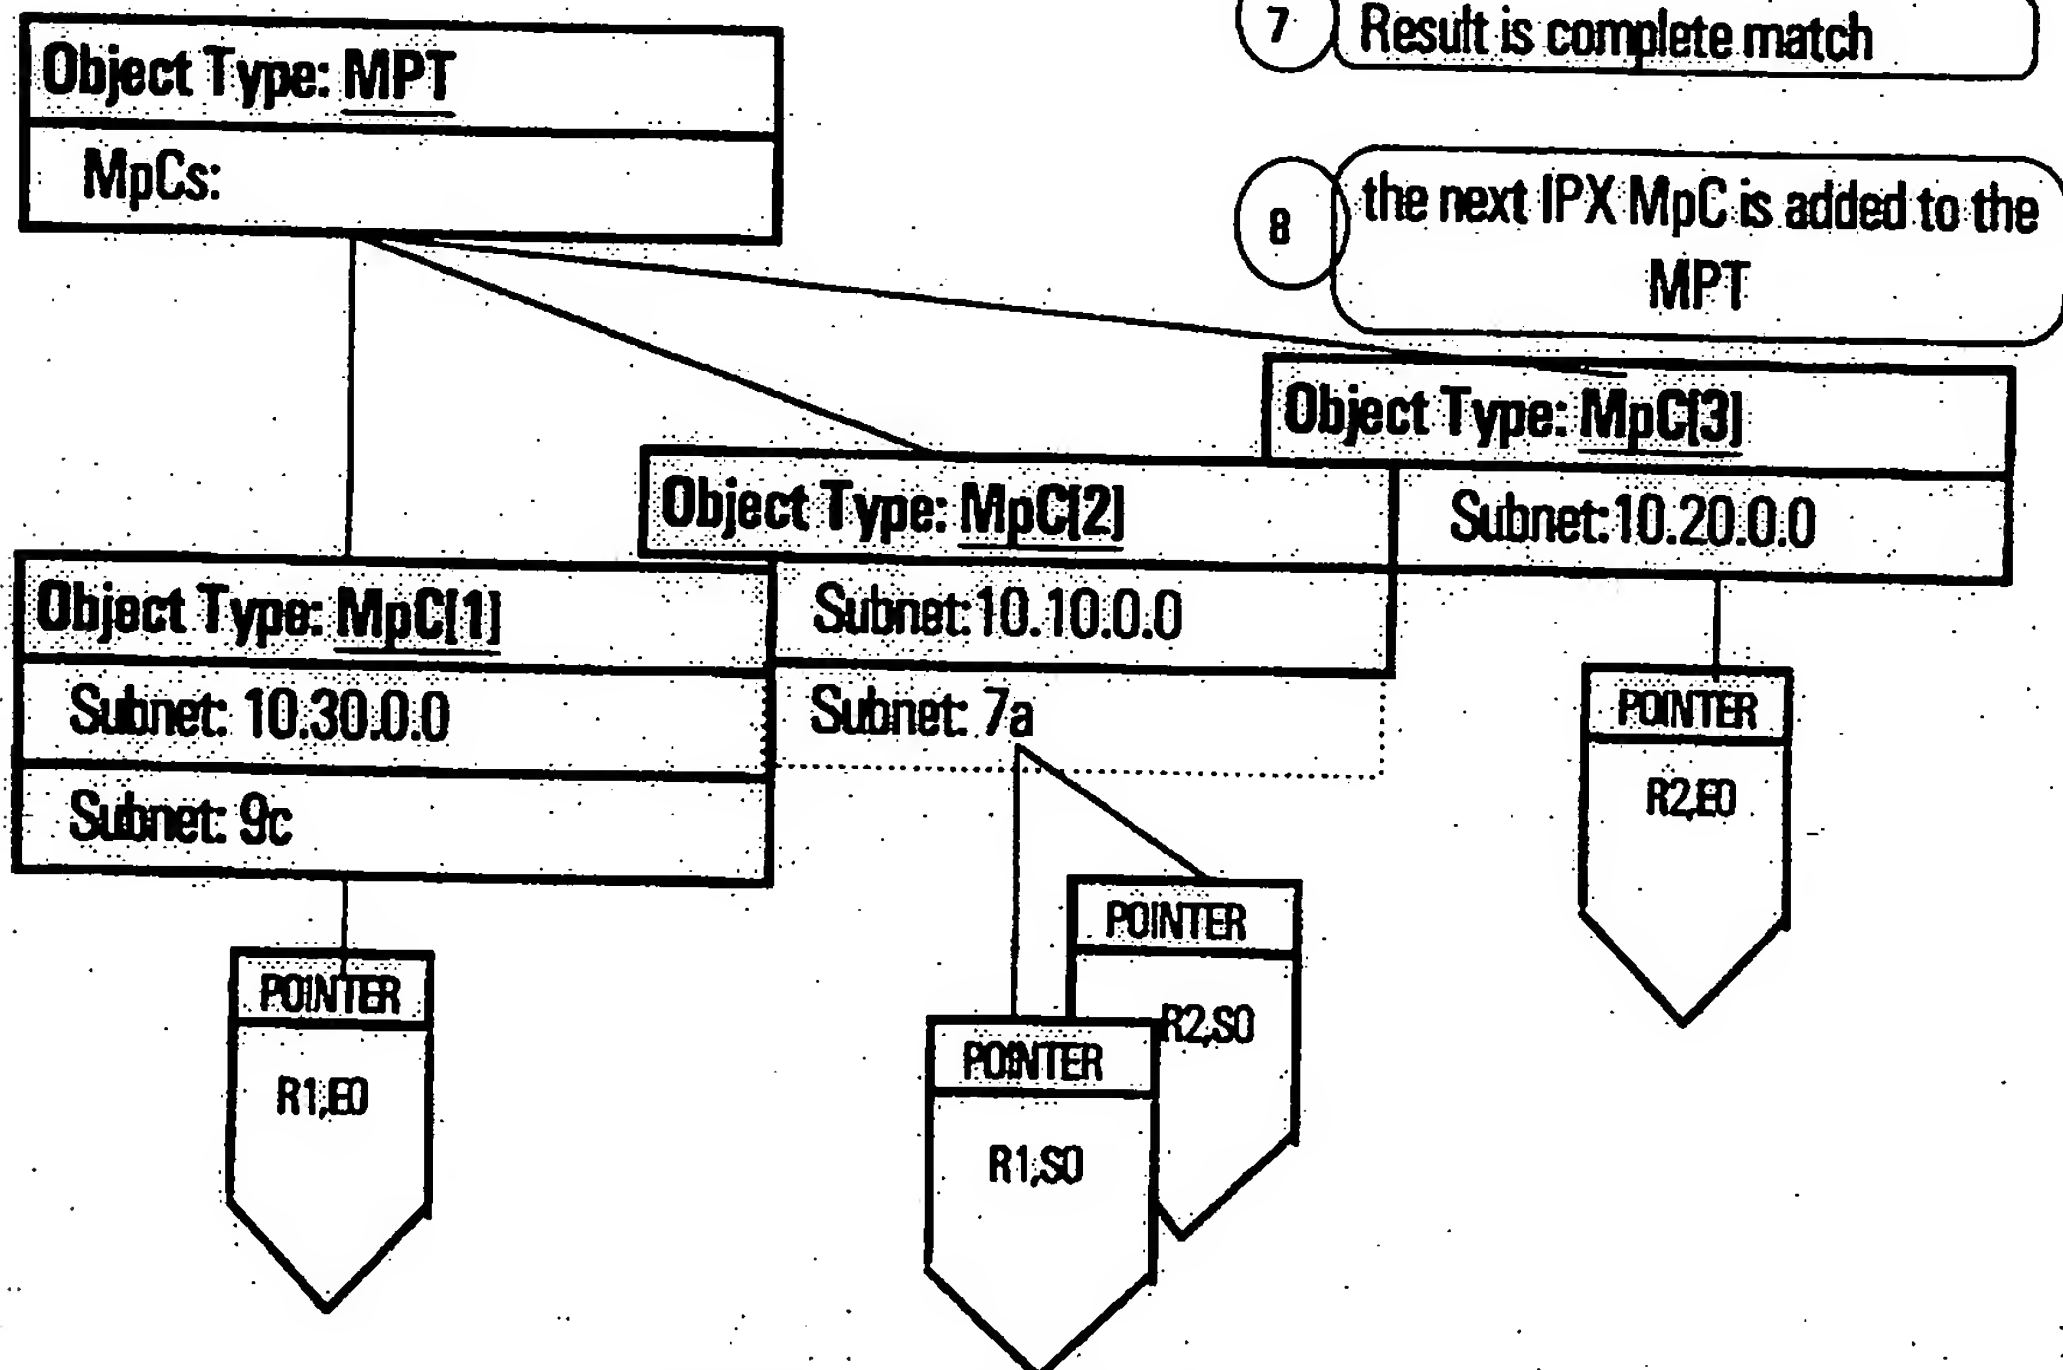 Object Type: MPT
MpCs:
7
Result is complete match
8
the next IPX MpC is added to the
MPT
Object Type: MpC[3]
Subnet:10.20.0.0
Object Type: MpC[2]
Subnet:10.10.0.0
Subnet: 7a
Object Type: MpC[1]
Subnet: 10.30.0.0
Subnet: 9c
POINTER
R2,E0
POINTER
R2,S0
POINTER
R1,E0
POINTER
R1,S0